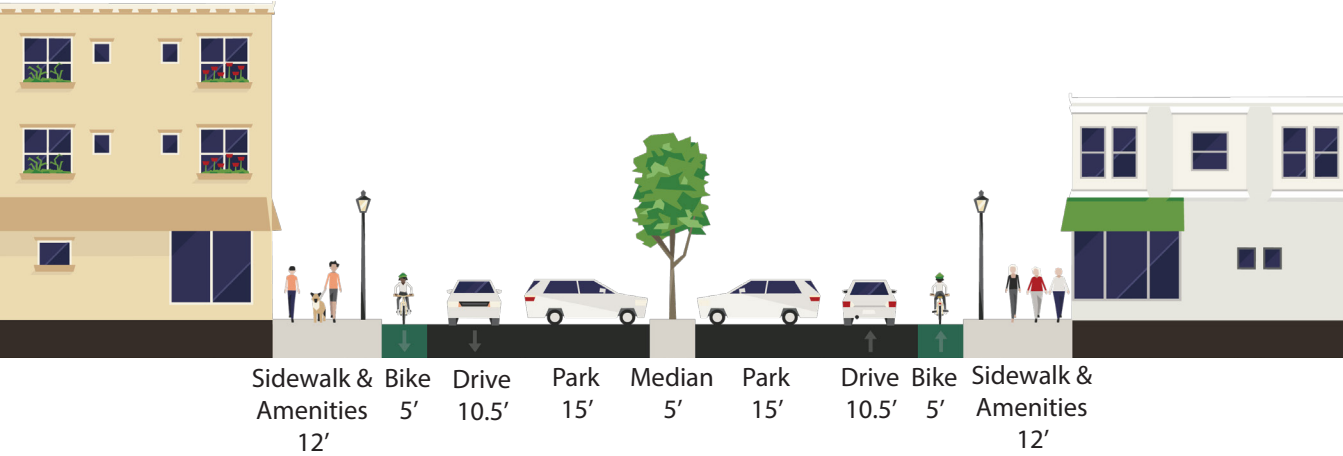 Sidewalk &
Amenities
12′
Bike
5′
Drive
10.5′
Park
15′
Median
5′
Park
15′
Drive
10.5′
Bike
5′
Sidewalk &
Amenities
12′